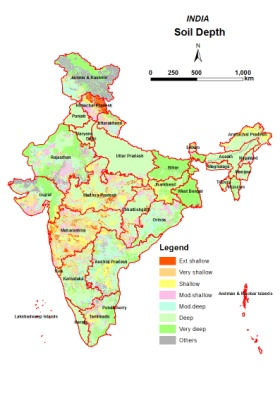 INDIA
Soil Depth
N
0 250 500 1,000
km
Jammu & Kashmir
Himachal Pradesh
Punjab
Uttarakhand
Haryana
Delhi
Arunachal Pradesh
Rajasthan
Uttar Pradesh
Sikkim
Assam
Nagaland
Bihar
Meghalaya
Manipur
Tripura
Mizoram
Gujrat
Madhya Pradesh
Jharkhand
West Bengal
Chhattisgarh
Orissa
Maharashtra
Goa
Andhra Pradesh
Karnataka
Pondicherry
Tamilnadu
Kerala
Lakshadweep Islands
Andman & Nicobar Islands
Legend
Ext shallow
Very shallow
Shallow
Mod shallow
Mod deep
Deep
Very deep
Others